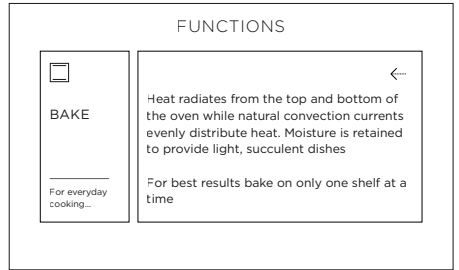 FUNCTIONS
BAKE
For everyday
cooking...
Heat radiates from the top and bottom of
the oven while natural convection currents
evenly distribute heat. Moisture is retained
to provide light, succulent dishes
For best results bake on only one shelf at a
time